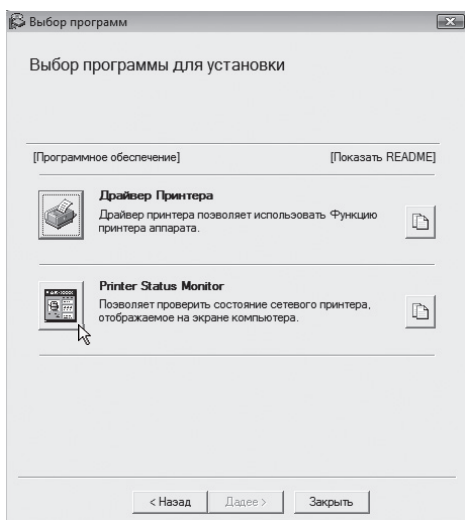 Выбор программ
Выбор программы для установки
[Программное обеспечение] [Показать README]
Драйвер Принтера
Драйвер принтера позволяет использовать Функцию
принтера аппарата.
Printer Status Monitor
Позволяет проверить состояние сетевого принтера,
отображаемое на экране компьютера.
< Назад Далее > Закрыть